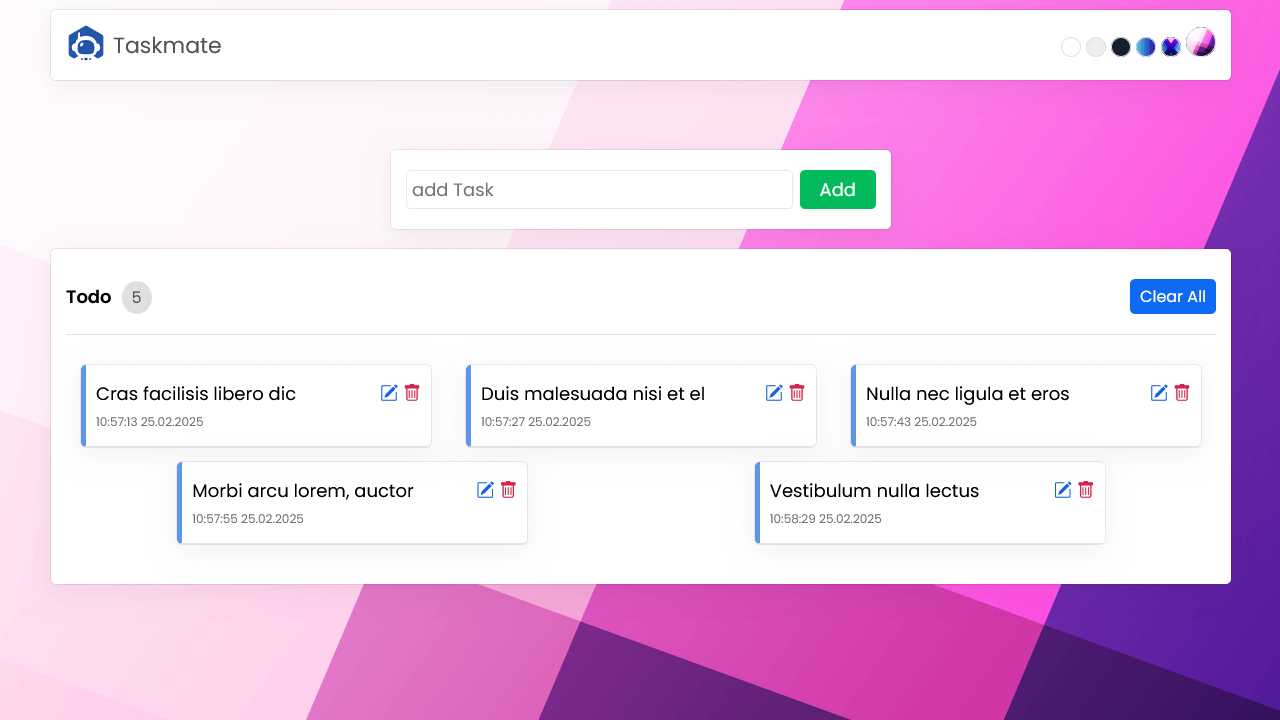 Taskmate
add Task
Add
Todo 5
Clear All
Cras facilisis libero dic
10:57:13 25.02.2025
Duis malesuada nisi et el
10:57:27 25.02.2025
Nulla nec ligula et eros
10:57:43 25.02.2025
Morbi arcu lorem, auctor
10:57:55 25.02.2025
Vestibulum nulla lectus
10:58:29 25.02.2025